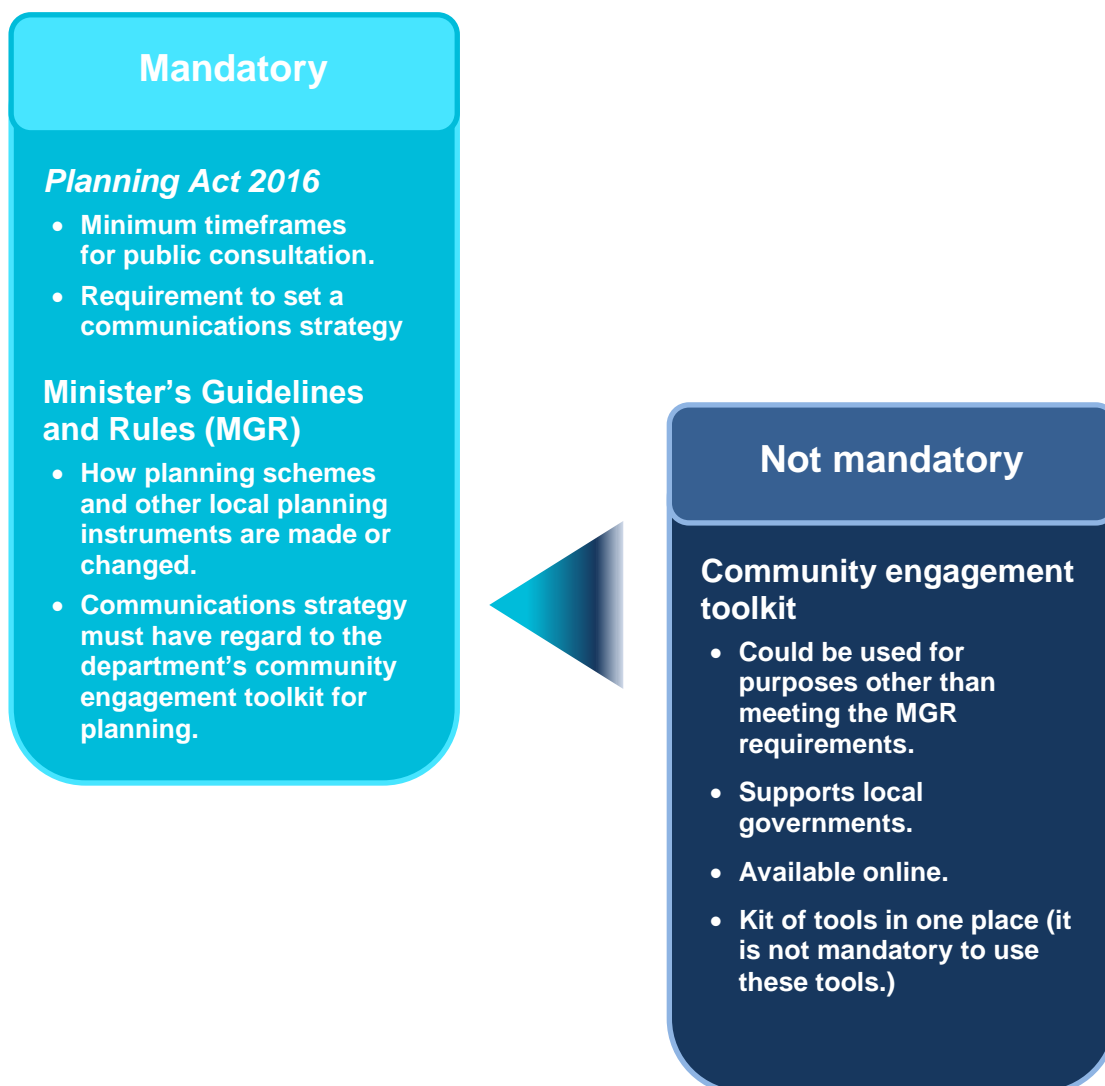 Mandatory
Planning Act 2016
• Minimum timeframes
for public consultation.
• Requirement to set a
communications strategy
Minister’s Guidelines
and Rules (MGR)
• How planning schemes
and other local planning
instruments are made or
changed.
• Communications strategy
must have regard to the
department’s community
engagement toolkit for
planning.
Not mandatory
Community engagement
toolkit
• Could be used for
purposes other than
meeting the MGR
requirements.
• Supports local
governments.
• Available online.
• Kit of tools in one place (it
is not mandatory to use
these tools.)